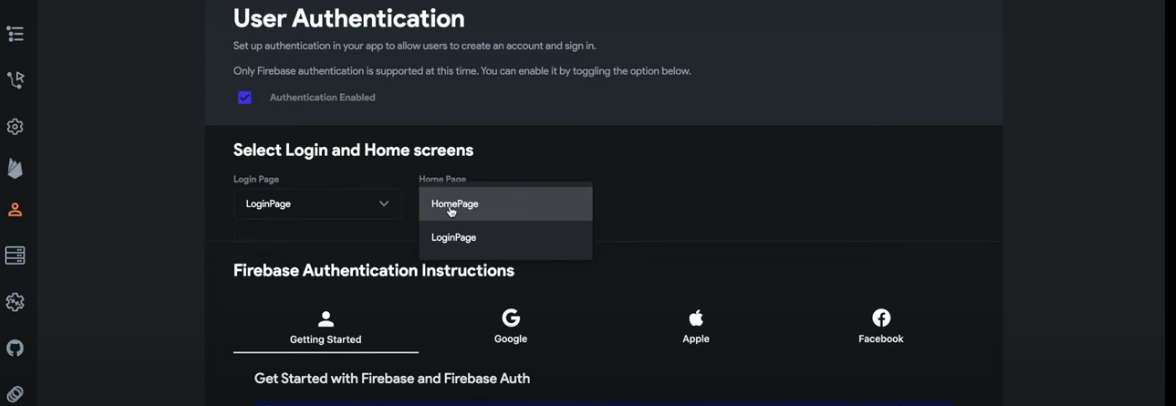 User Authentication
Set up authentication in your app to allow users to create an account and sign in.
Only Firebase authentication is supported at this time. You can enable it by toggling the option below.
Authentication Enabled
Select Login and Home screens
Login Page
Home Page
LoginPage
HomePage
LoginPage
Firebase Authentication Instructions
Getting Started
Google
Apple
Facebook
Get Started with Firebase and Firebase Auth